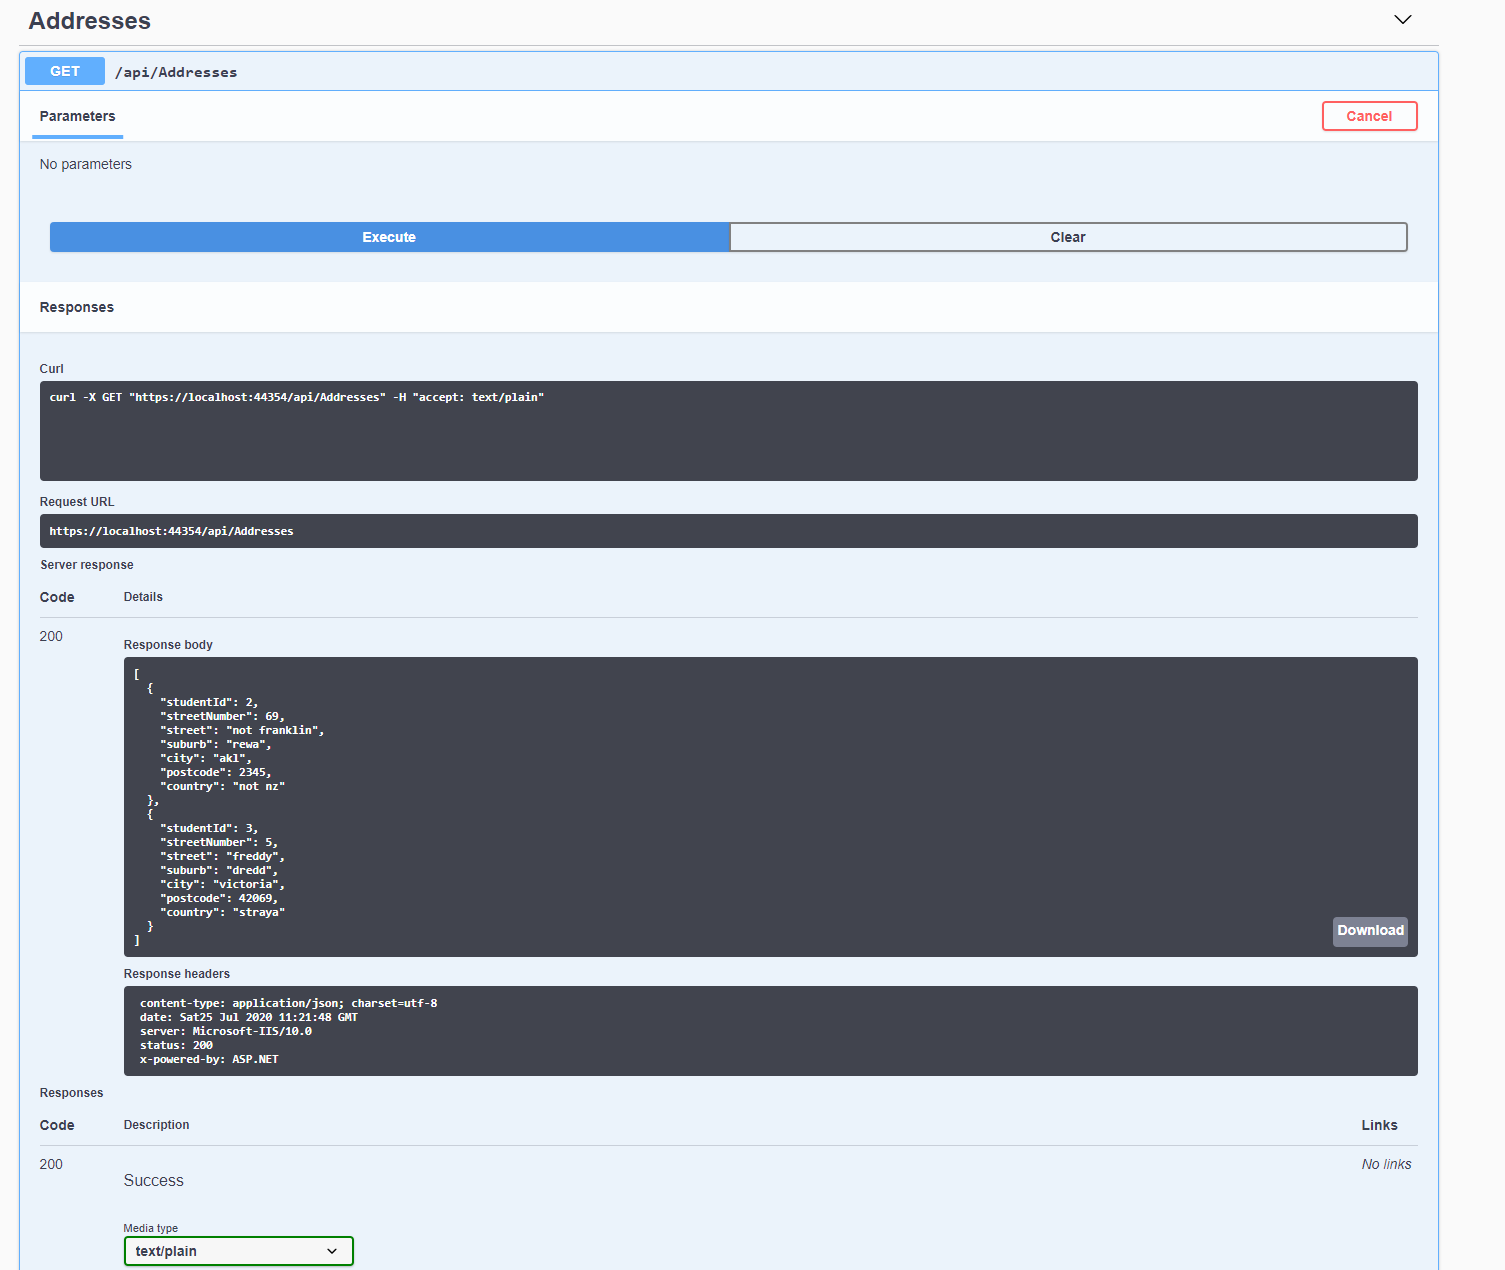 Addresses
GET /api/Addresses
Parameters
Cancel
No parameters
Execute
Clear
Responses
Curl
curl -X GET "https://localhost:44354/api/Addresses" -H "accept: text/plain"
Request URL
https://localhost:44354/api/Addresses
Server response
Code Details
200
Response body
[
  {
    "studentId": 2,
    "streetNumber": 69,
    "street": "not franklin",
    "suburb": "rewa",
    "city": "akl",
    "postcode": 2345,
    "country": "not nz"
  },
  {
    "studentId": 3,
    "streetNumber": 5,
    "street": "freddy",
    "suburb": "dredd",
    "city": "victoria",
    "postcode": 42069,
    "country": "straya"
  }
]
Download
Response headers
content-type: application/json; charset=utf-8
date: Sat25 Jul 2020 11:21:48 GMT
server: Microsoft-IIS/10.0
status: 200
x-powered-by: ASP.NET
Responses
Code Description Links
200 No links
Success
Media type
text/plain